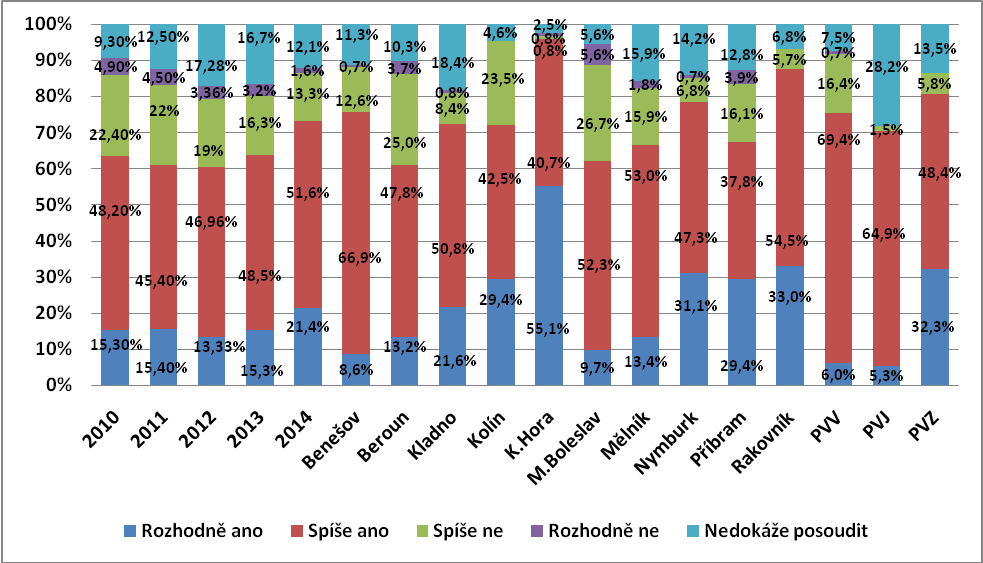 100%
9,30% 12,50% 16,7% 12,1% 11,3% 10,3% 4,6% 2,5% 5,6% 14,2% 6,8% 7,5% 13,5%
90%
4,90% 4,50% 17,28% 3,2% 1,6% 0,7% 3,7% 18,4% 0,8% 5,6% 15,9% 0,7% 12,8% 5,7% 0,7% 28,2%
80%
22,40% 22% 3,36% 16,3% 13,3% 12,6% 25,0% 0,8% 23,5% 0,8% 26,7% 1,8% 6,8% 3,9% 16,4% 1,5% 5,8%
70%
19% 8,4% 15,9% 16,1% 69,4%
60%
48,20% 45,40% 46,96% 48,5% 51,6% 66,9% 47,8% 50,8% 42,5% 40,7% 52,3% 53,0% 47,3% 37,8% 54,5% 64,9% 48,4%
50%
40%
30%
20%
15,30% 15,40% 13,33% 15,3% 21,4% 8,6% 13,2% 21,6% 29,4% 55,1% 9,7% 13,4% 31,1% 29,4% 33,0% 6,0% 5,3% 32,3%
10%
0%
2010 2011 2012 2013 2014 Benešov Beroun Kladno Kolín K.Hora M.Boleslav Mělník Nymburk Příbram Rakovník PVV PVJ PVZ
Rozhodně ano Spíše ano Spíše ne Rozhodně ne Nedokáže posoudit